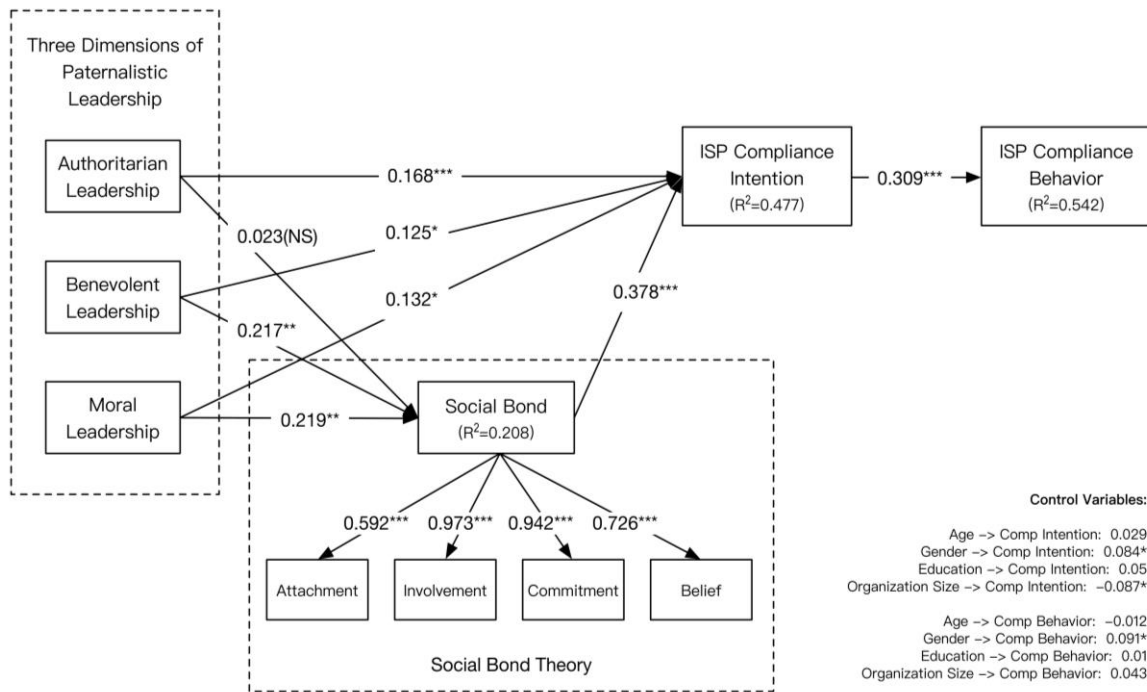 Three Dimensions of
Paternalistic
Leadership
Authoritarian
Leadership
Benevolent
Leadership
Moral
Leadership
0.168***
0.023(NS)
0.125*
0.132*
0.217**
0.219**
0.378***
ISP Compliance
Intention
(R²=0.477)
0.309***
ISP Compliance
Behavior
(R²=0.542)
Social Bond
(R²=0.208)
0.592***
0.973***
0.942***
0.726***
Attachment
Involvement
Commitment
Belief
Social Bond Theory
Control Variables:
Age -> Comp Intention: 0.029
Gender -> Comp Intention: 0.084*
Education -> Comp Intention: 0.05
Organization Size -> Comp Intention: -0.087*
Age -> Comp Behavior: -0.012
Gender -> Comp Behavior: 0.091*
Education -> Comp Behavior: 0.01
Organization Size -> Comp Behavior: 0.043